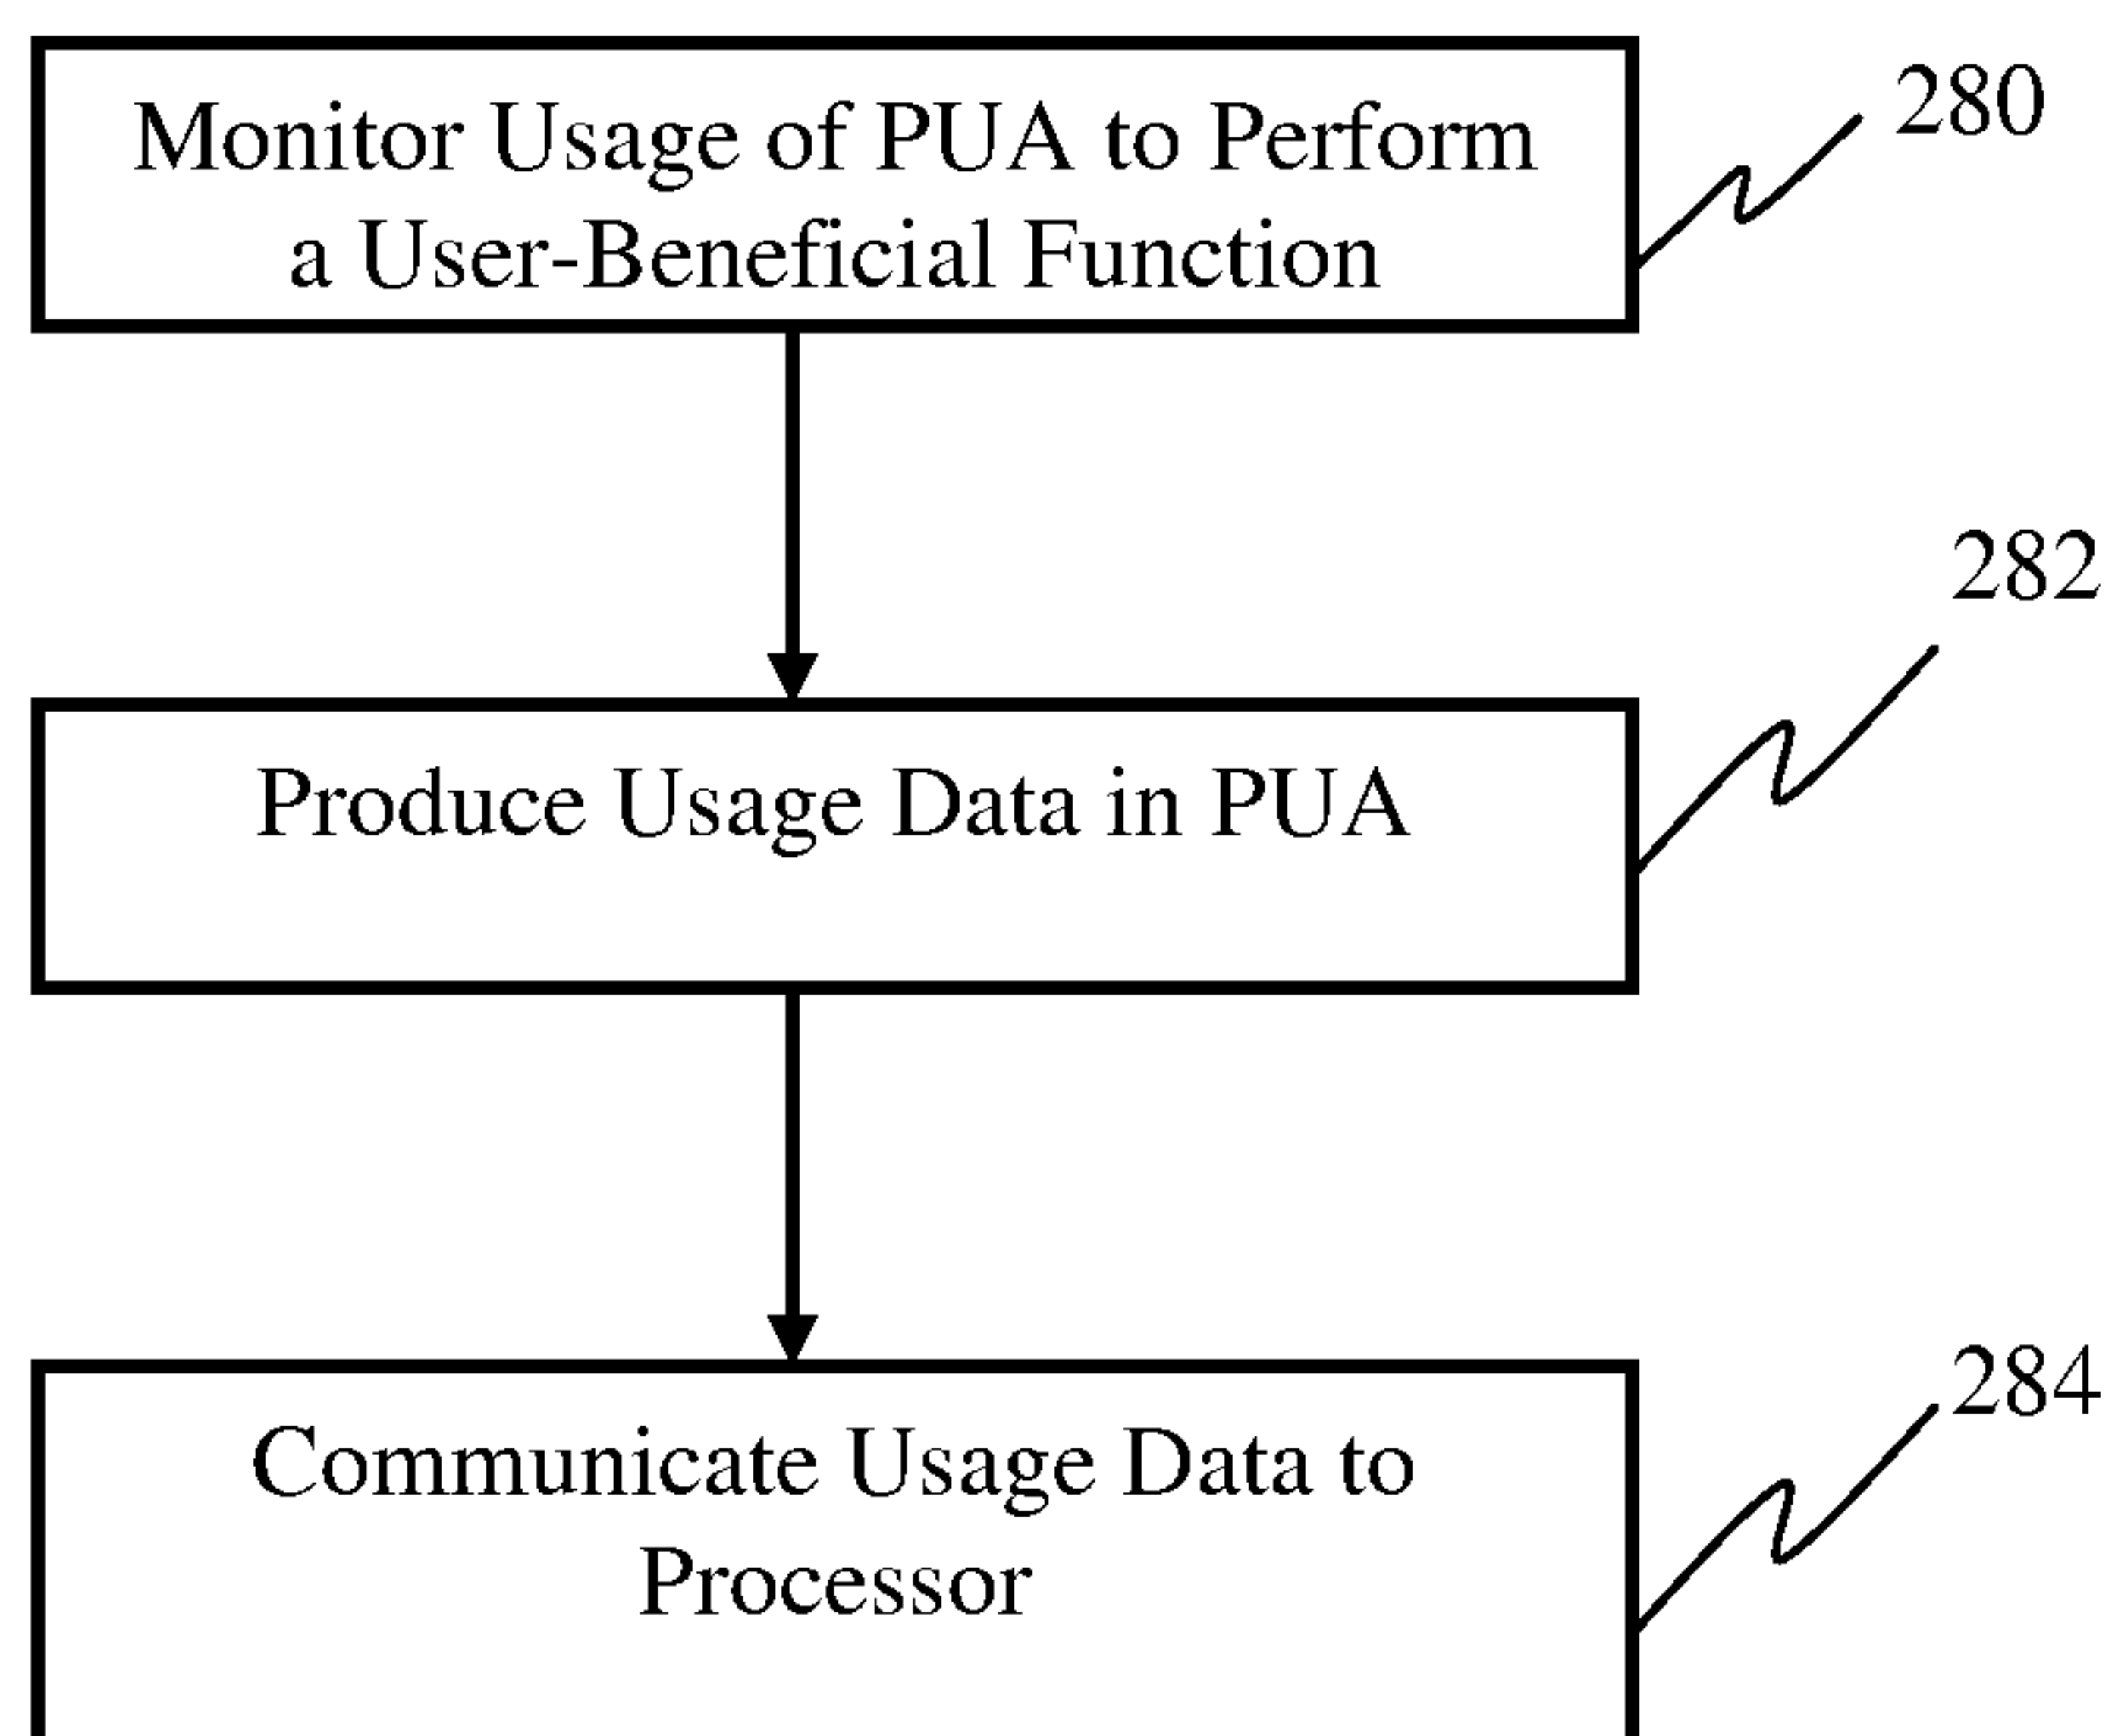 Monitor Usage of PUA to Perform
a User-Beneficial Function
280
282
Produce Usage Data in PUA
284
Communicate Usage Data to
Processor